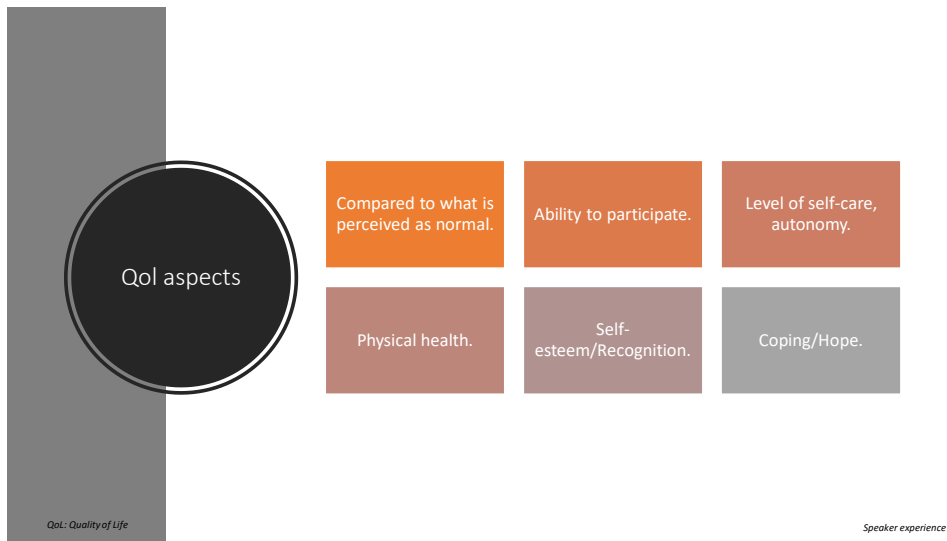 Qol aspects
Compared to what is
perceived as normal.
Ability to participate.
Level of self-care,
autonomy.
Physical health.
Self-
esteem/Recognition.
Coping/Hope.
QoL: Quality of Life
Speaker experience